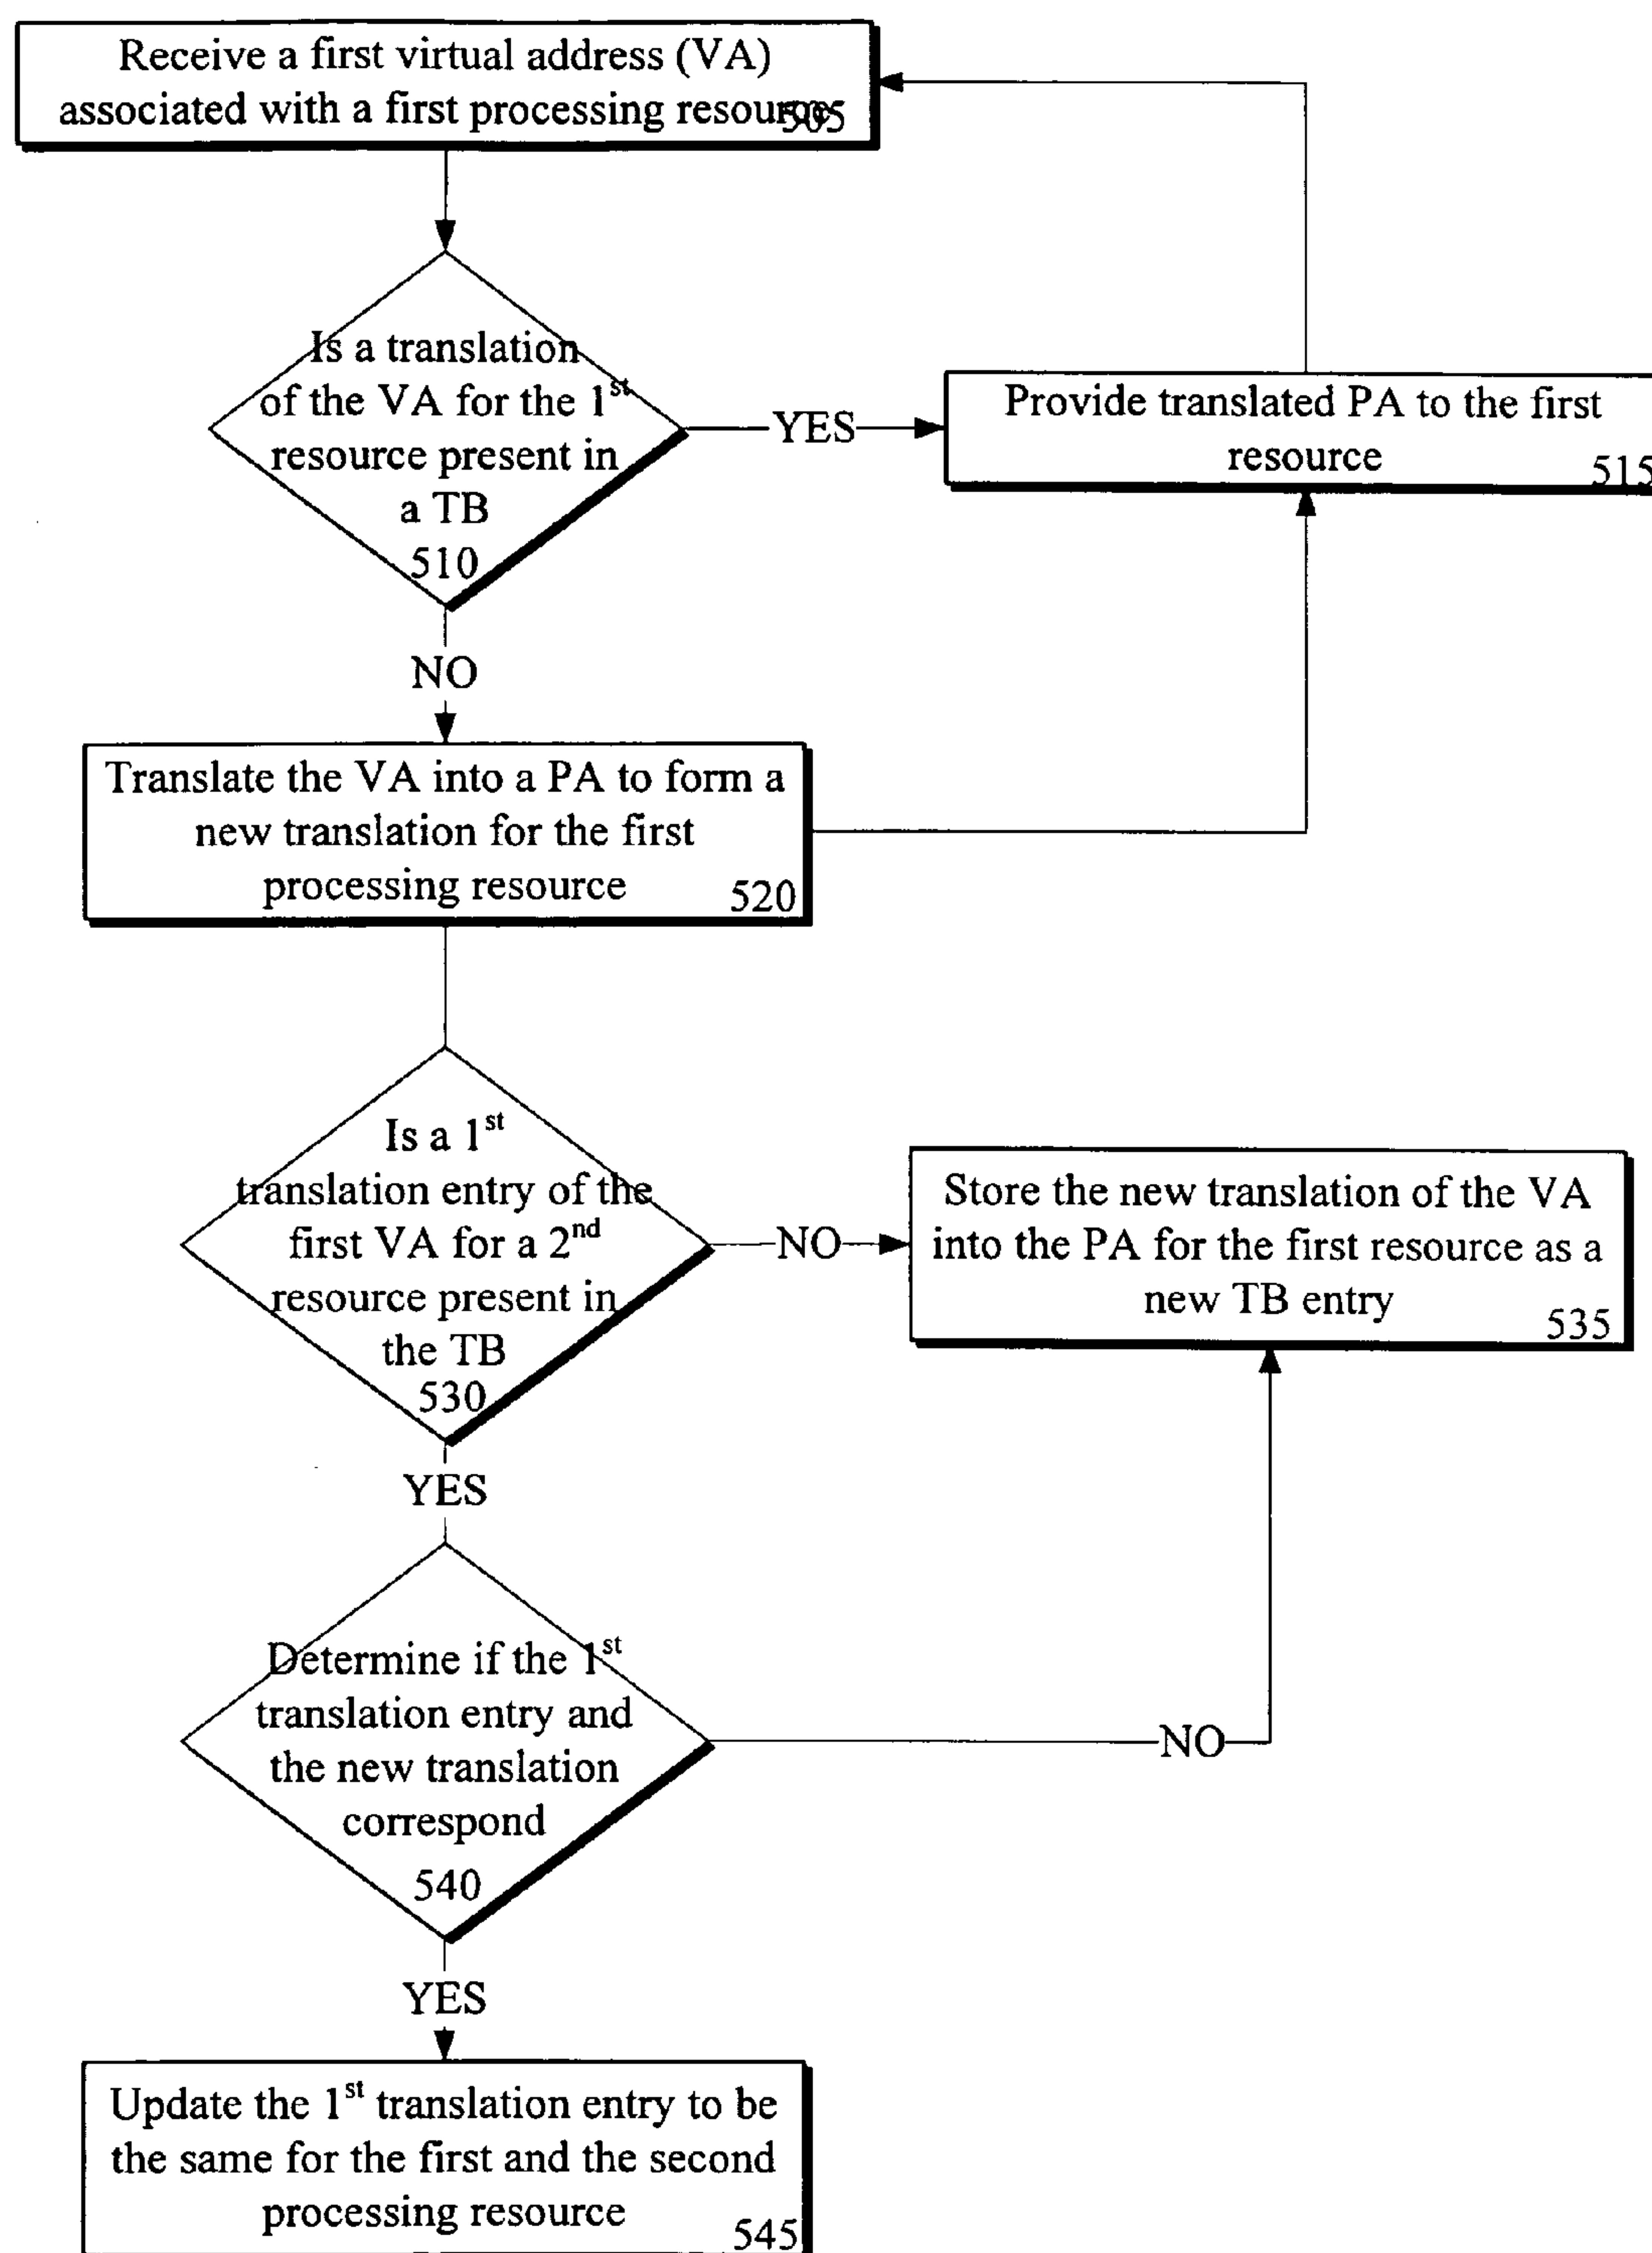 Receive a first virtual address (VA)
associated with a first processing resource
505
Is a translation
of the VA for the 1st
resource present in
a TB
510
YES
Provide translated PA to the first
resource
515
NO
Translate the VA into a PA to form a
new translation for the first
processing resource
520
Is a 1st
translation entry of the
first VA for a 2nd
resource present in
the TB
530
NO
Store the new translation of the VA
into the PA for the first resource as a
new TB entry
535
YES
Determine if the 1st
translation entry and
the new translation
correspond
540
NO
YES
Update the 1st translation entry to be
the same for the first and the second
processing resource
545